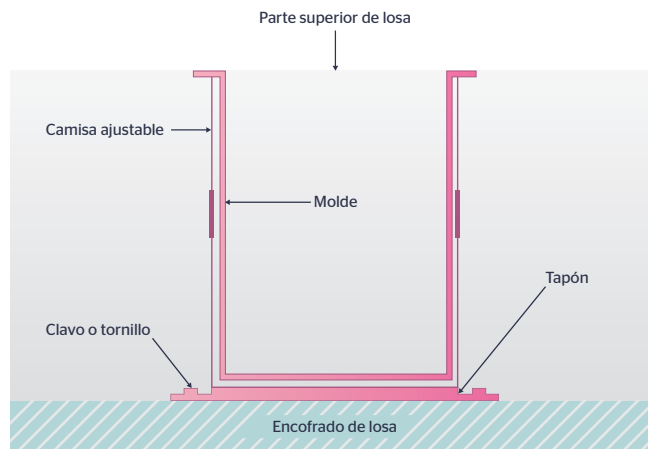 Parte superior de losa
Camisa ajustable
Molde
Tapón
Clavo o tornillo
Encofrado de losa